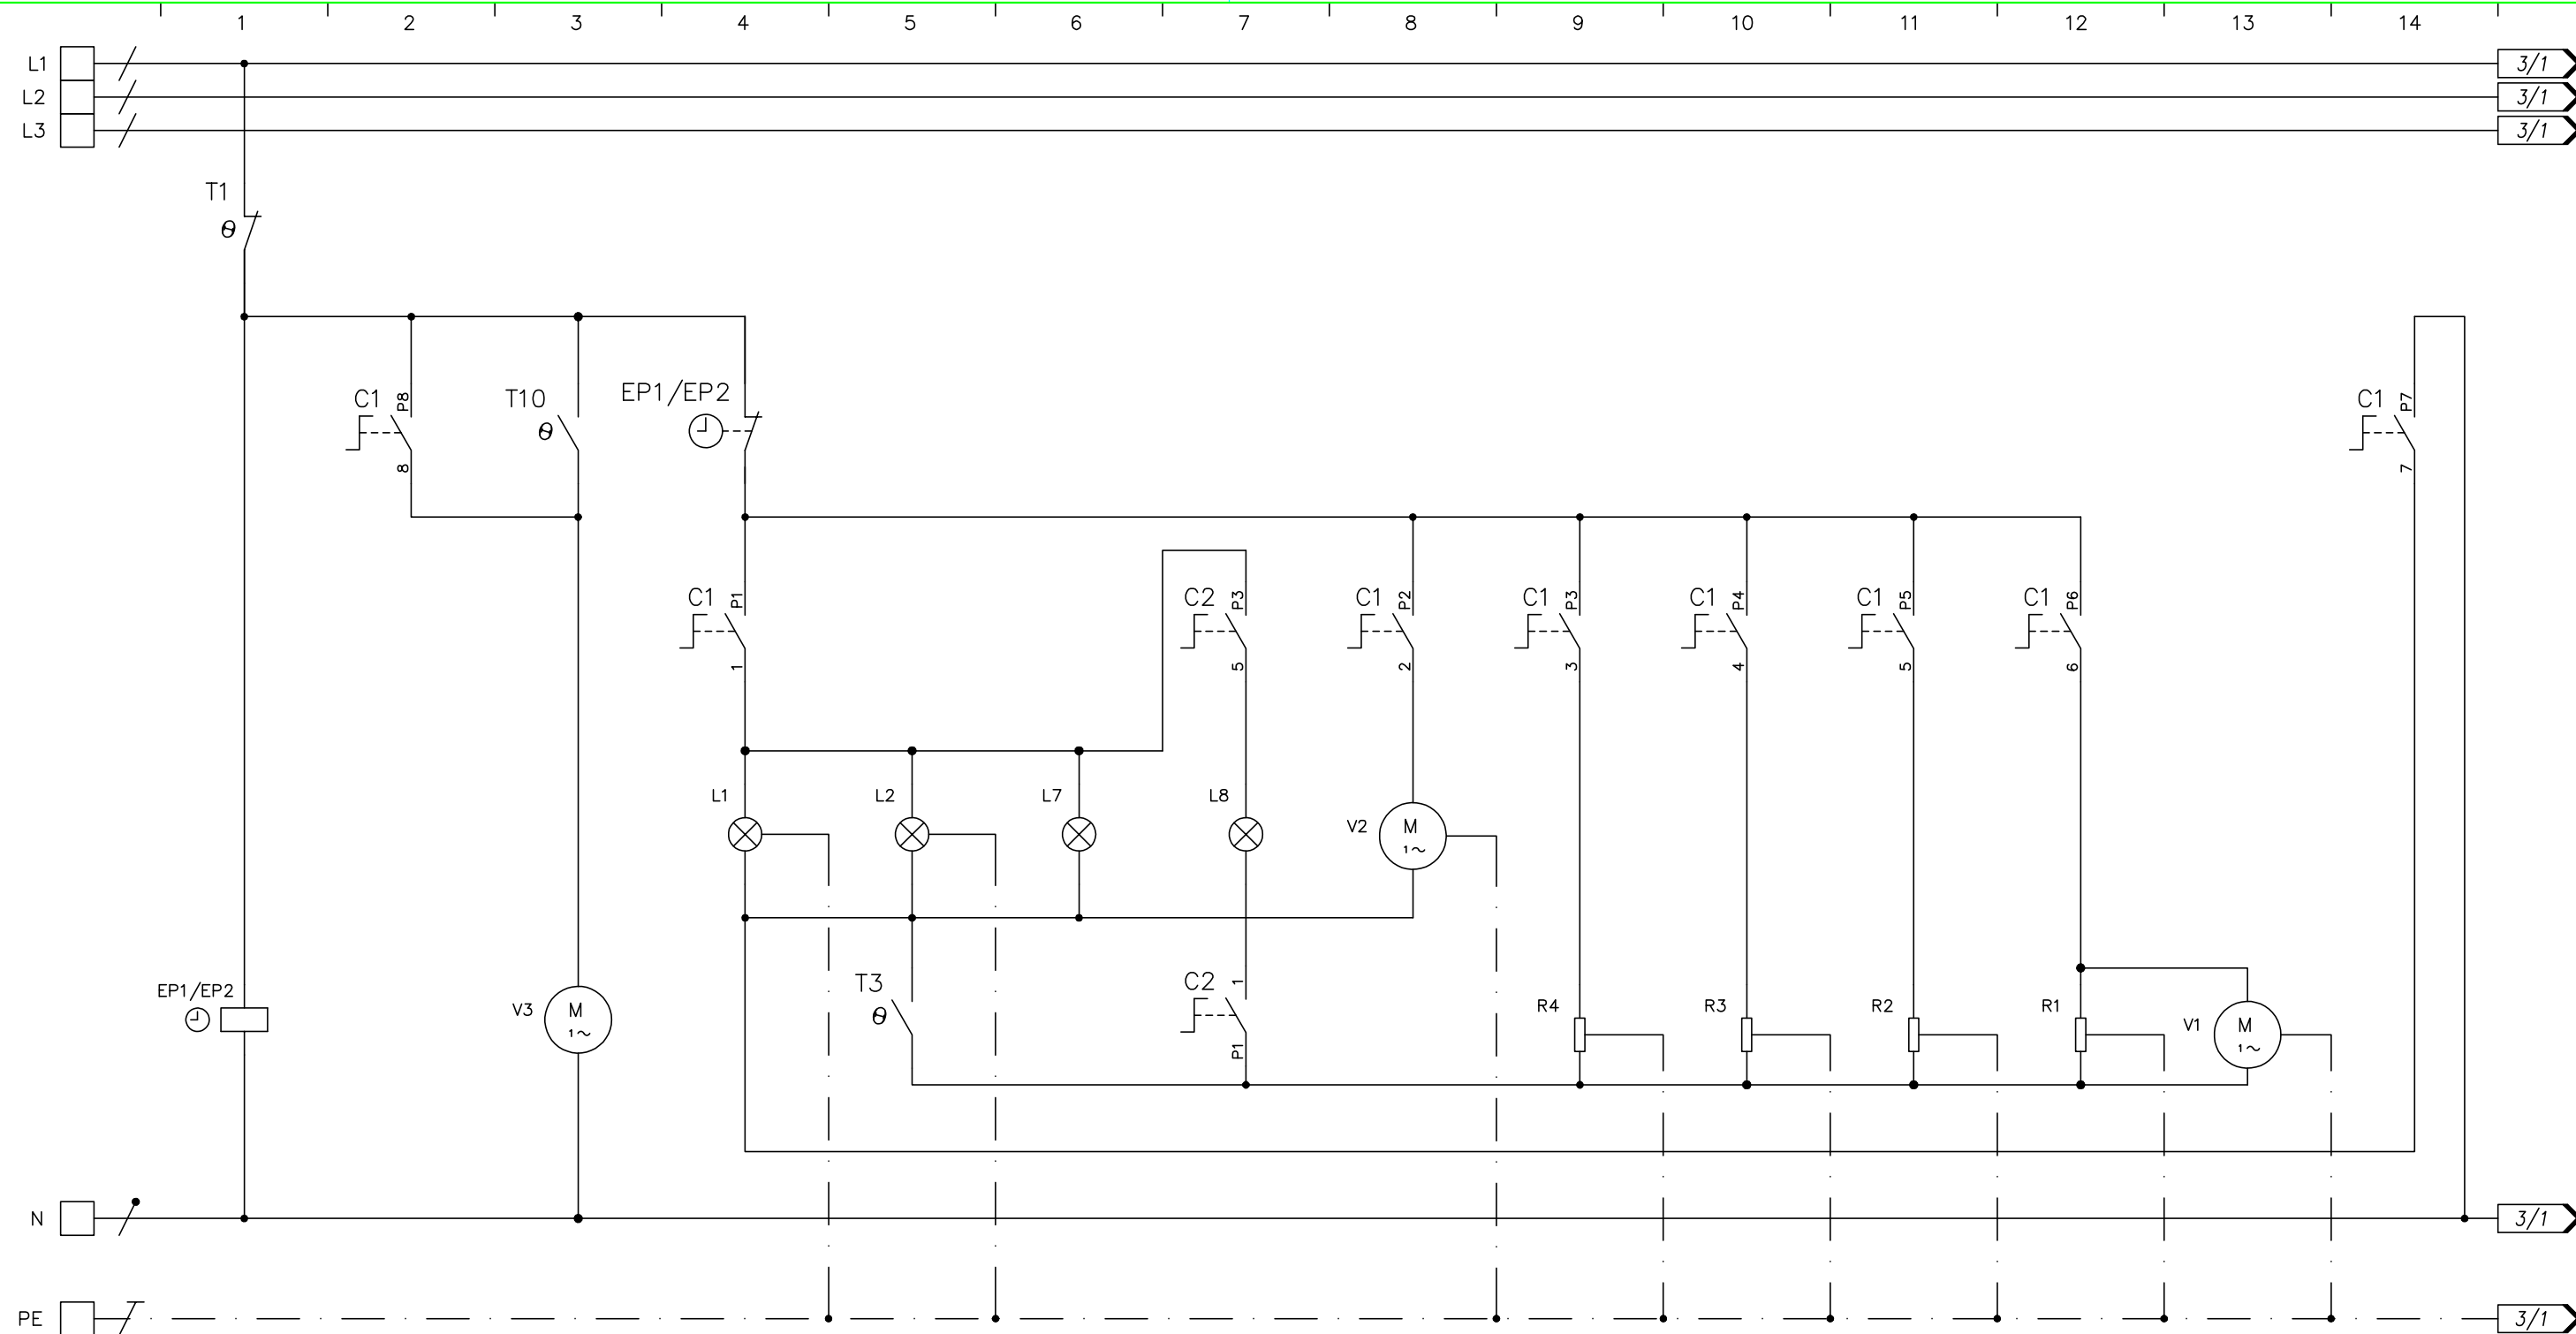 1 2 3 4 5 6 7 8 9 10 11 12 13 14
L1 3/1
L2 3/1
L3 3/1
T1
θ
C1 P8 T10 EP1/EP2 C1 P7
θ
8 7
C1 P1 C2 P3 C1 P2 C1 P3 C1 P4 C1 P5 C1 P6
1 5 2 3 4 5 6
L1 L2 L7 L8 V2 M
1~
T3 C2 1
EP1/EP2 V3 M θ R4 R3 R2 R1 V1 M
1~ P1 1~
N 3/1
PE 3/1